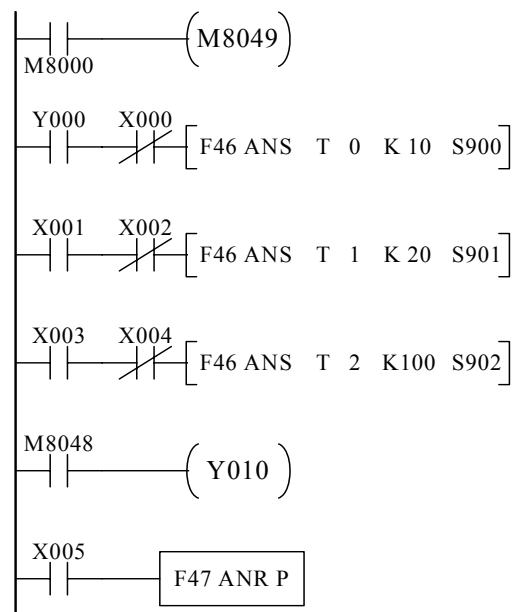 M8000
M8049
Y000 X000
F46 ANS T 0 K 10 S900
X001 X002
F46 ANS T 1 K 20 S901
X003 X004
F46 ANS T 2 K100 S902
M8048
Y010
X005
F47 ANR P